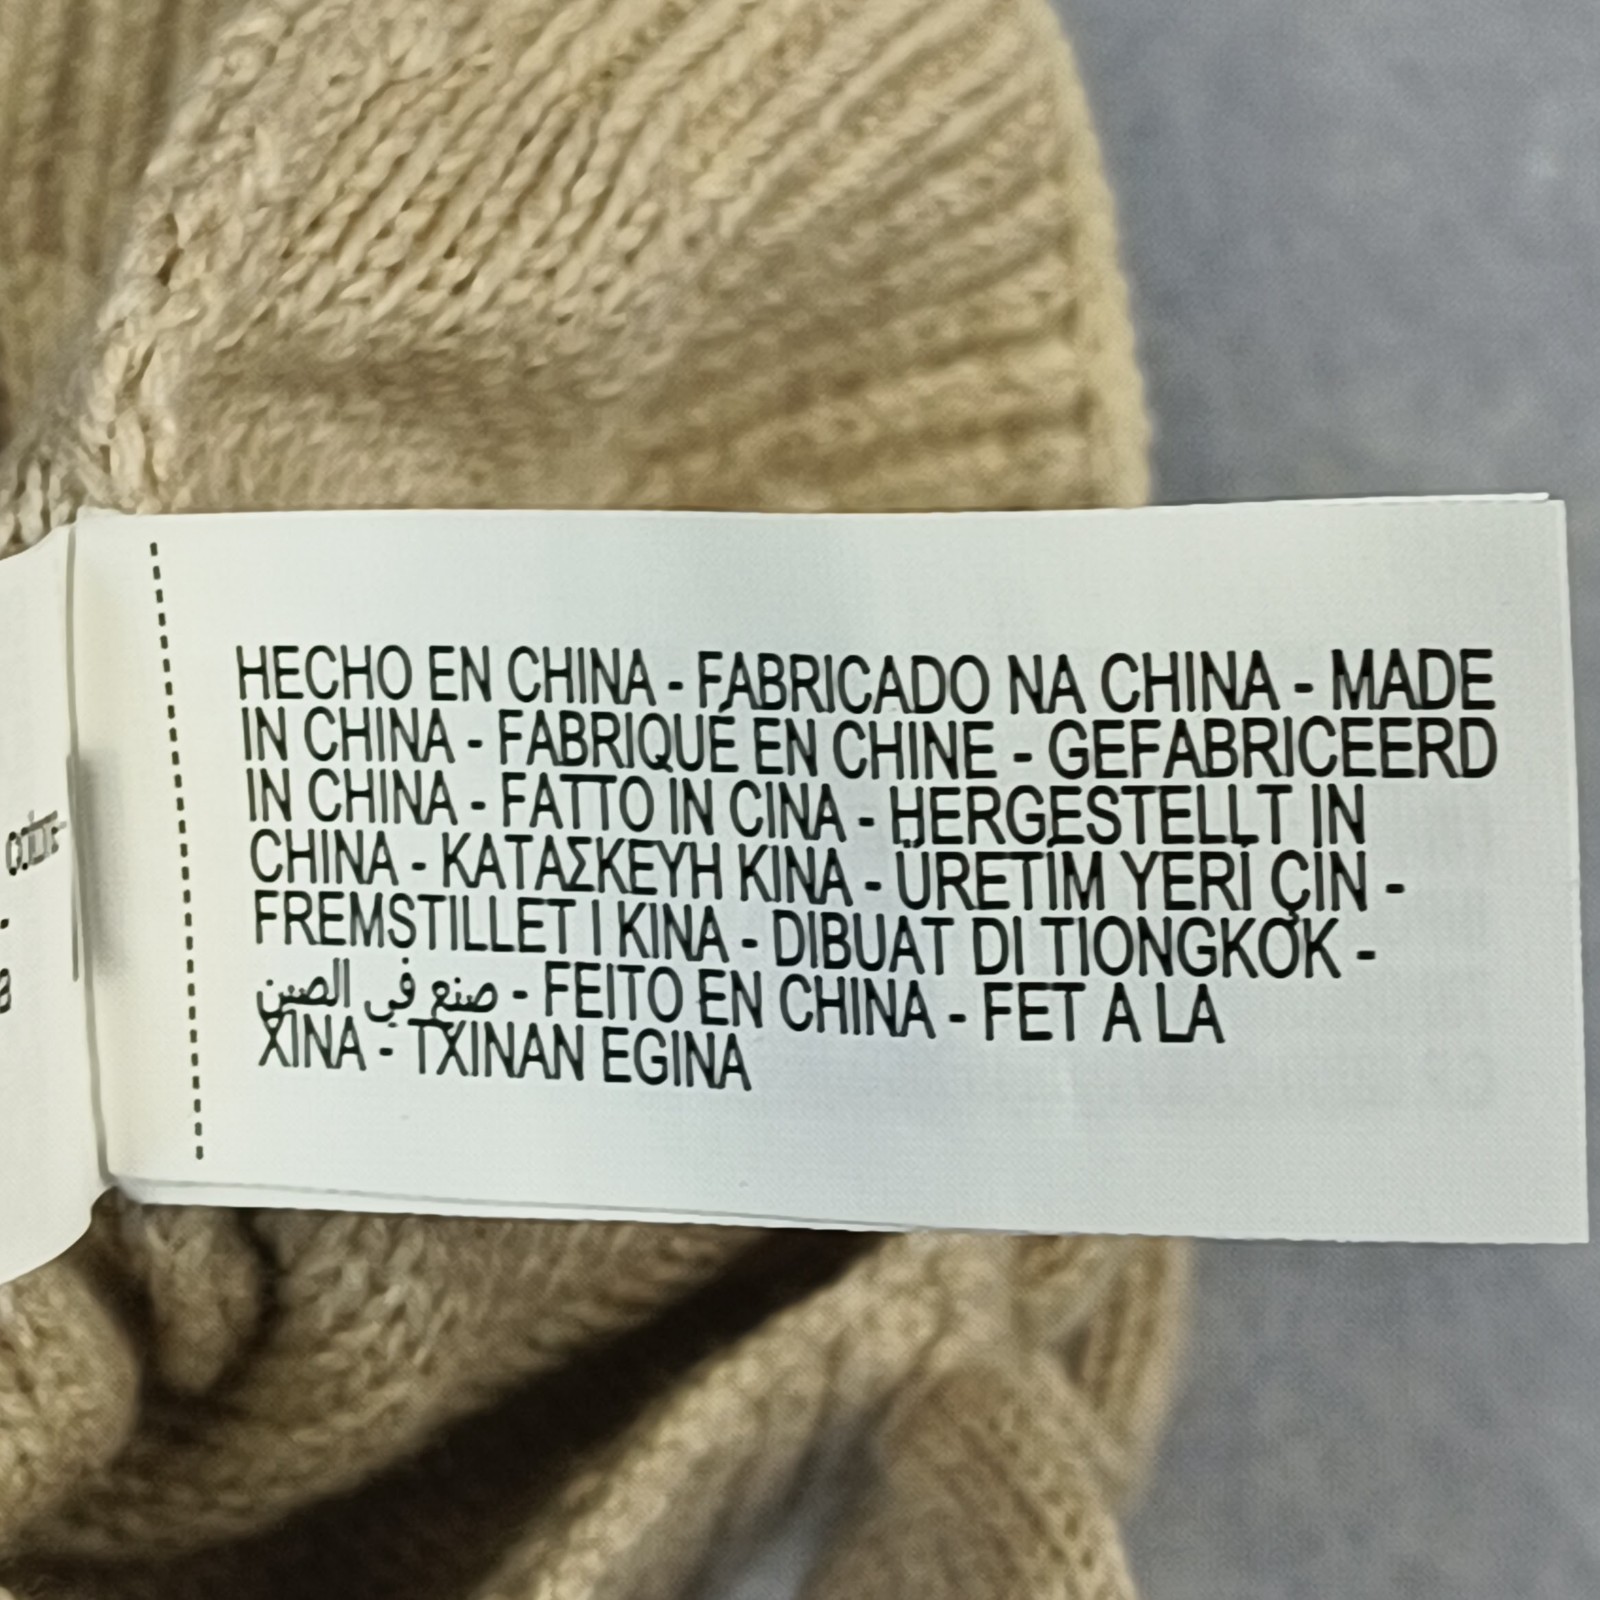 HECHO EN CHINA - FABRICADO NA CHINA - MADE
IN CHINA - FABRIQUÉ EN CHINE - GEFABRICEERD
IN CHINA - FATTO IN CINA - HERGESTELLT IN
CHINA - ΚΑΤΑΣΚΕΥΗ ΚΙΝΑ - ÜRETİM YERİ ÇİN -
FREMSTILLET I KINA - DIBUAT DI TIONGKOK -
صنع في الصين - FEITO EN CHINA - FET A LA
XINA - TXINAN EGINA